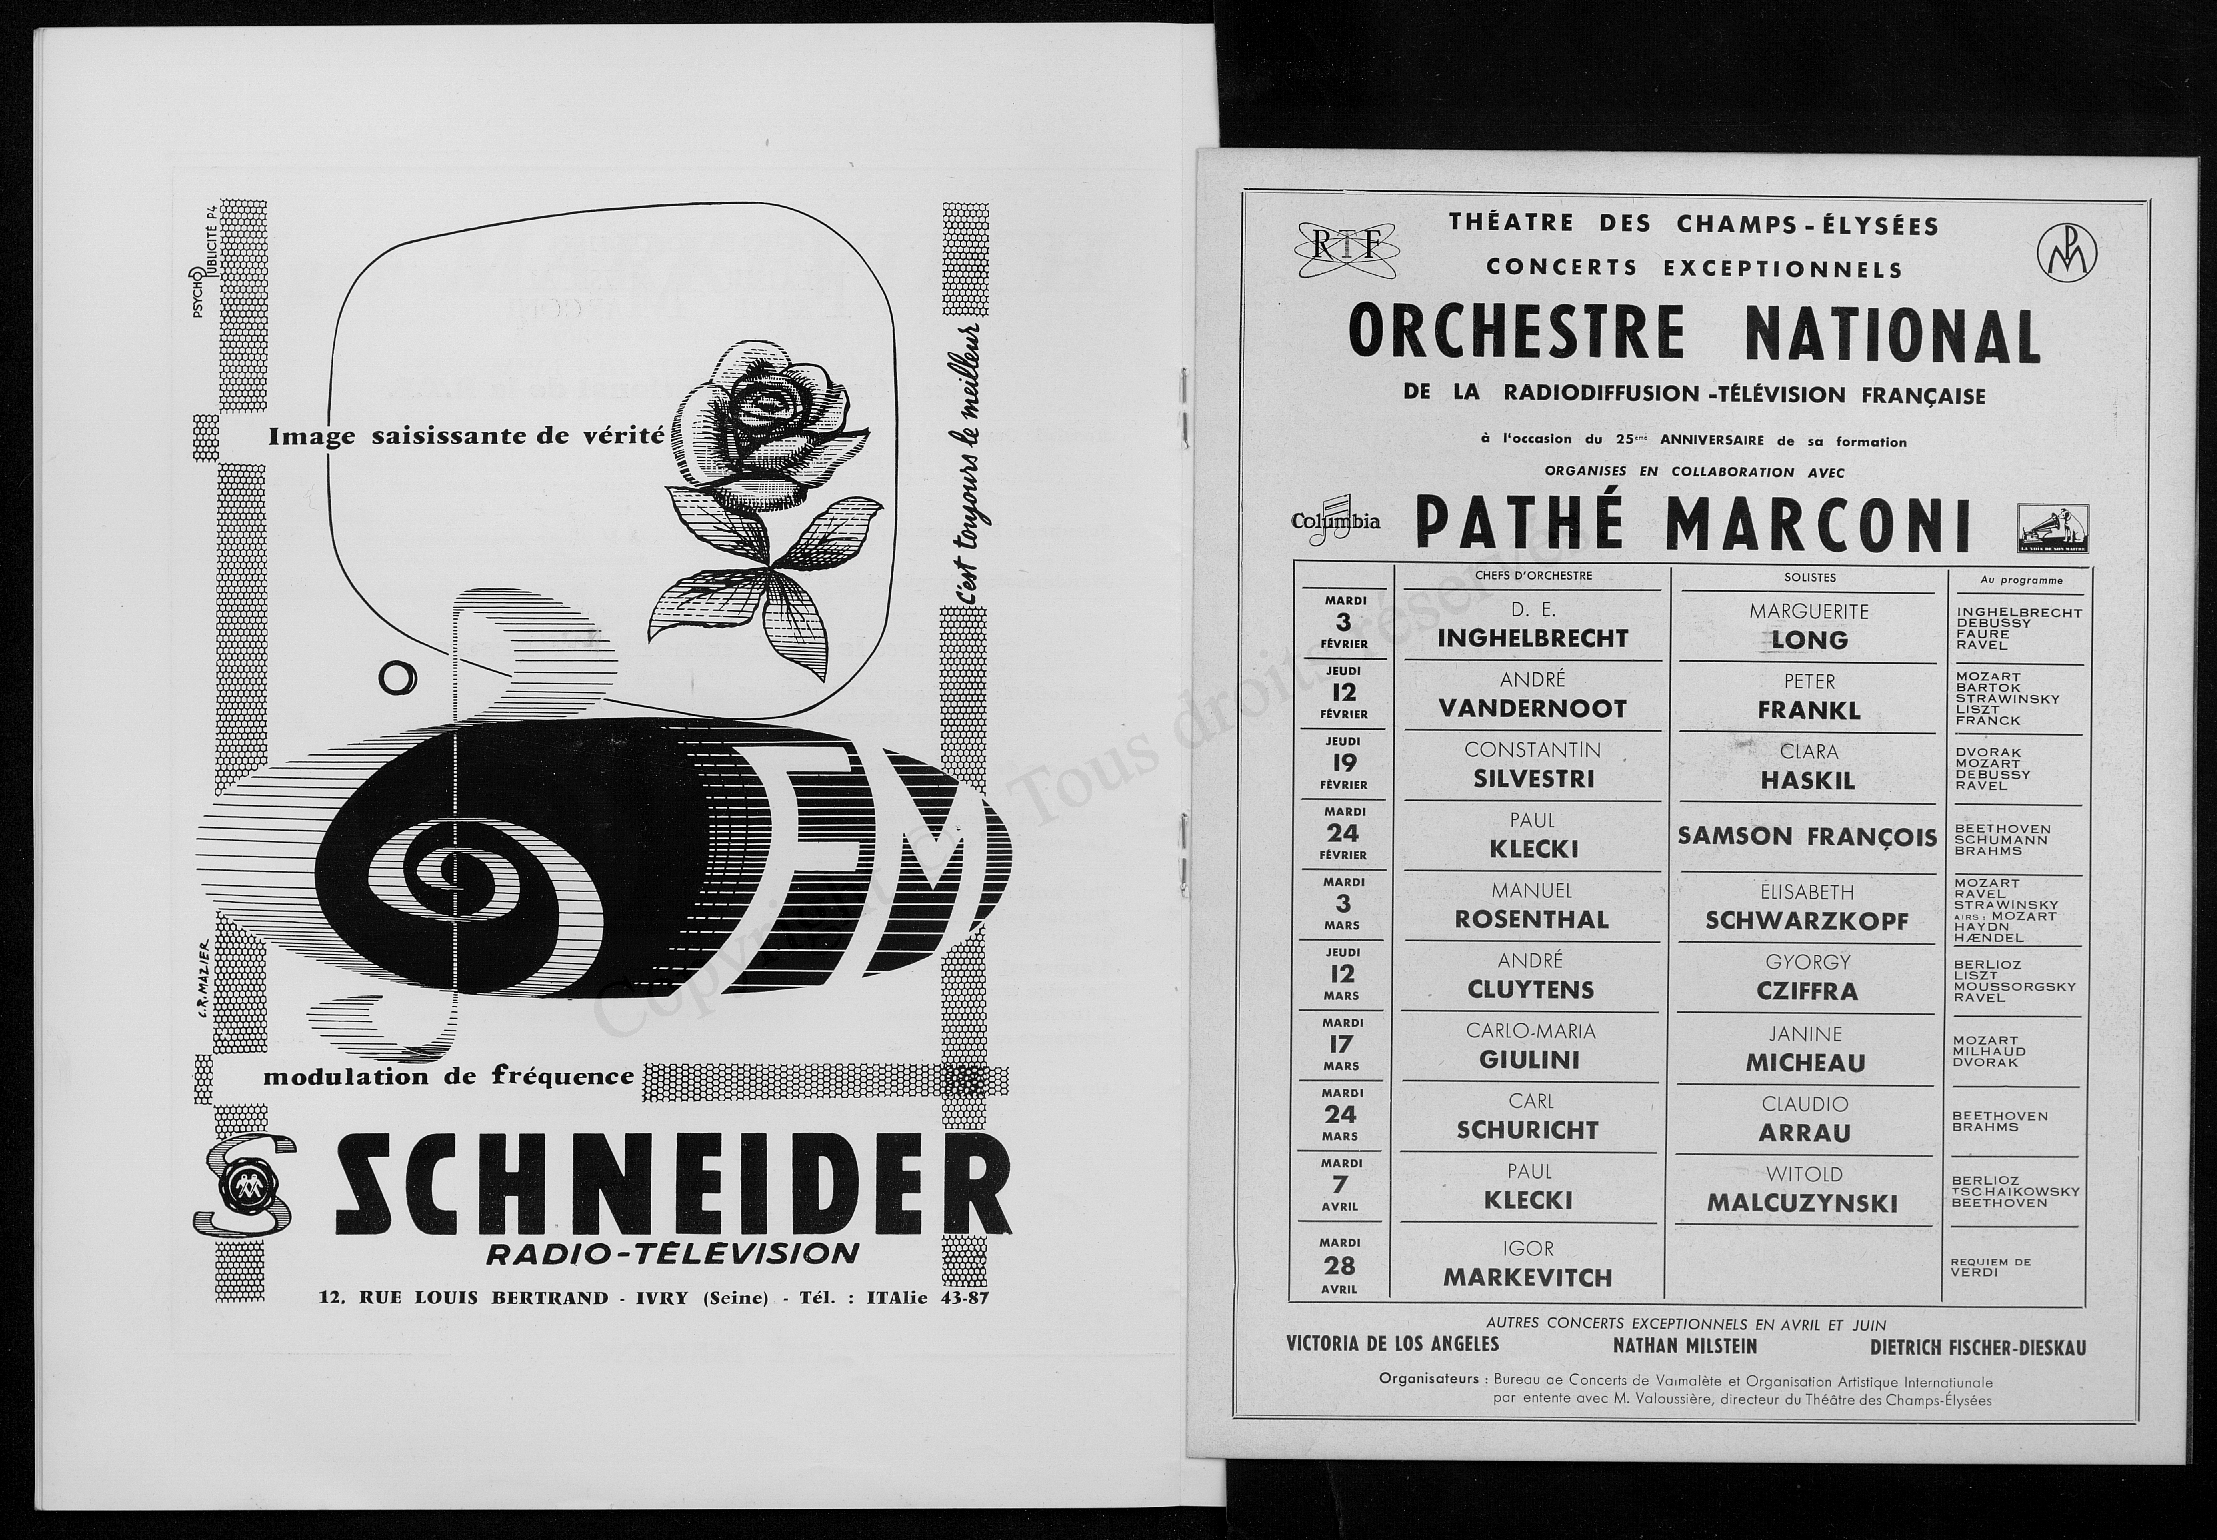 PSYCHO PUBLICITÉ P4
Image saisissante de vérité
C'est toujours le meilleur
FM
C.R. MAZIER
modulation de fréquence
SCHNEIDER
RADIO-TÉLÉVISION
12, RUE LOUIS BERTRAND - IVRY (Seine) - Tél. : ITAlie 43-87
RTF
THÉATRE DES CHAMPS-ÉLYSÉES
CONCERTS EXCEPTIONNELS
ORCHESTRE NATIONAL
DE LA RADIODIFFUSION-TÉLÉVISION FRANÇAISE
à l'occasion du 25ème ANNIVERSAIRE de sa formation
ORGANISES EN COLLABORATION AVEC
Columbia
PATHÉ MARCONI
LA VOIX DE SON MAITRE
CHEFS D'ORCHESTRE
SOLISTES
Au programme
MARDI
3
FÉVRIER
D. E.
INGHELBRECHT
MARGUERITE
LONG
INGHELBRECHT
DEBUSSY
FAURE
RAVEL
JEUDI
12
FÉVRIER
ANDRÉ
VANDERNOOT
PETER
FRANKL
MOZART
BARTOK
STRAWINSKY
LISZT
FRANCK
JEUDI
19
FÉVRIER
CONSTANTIN
SILVESTRI
CLARA
HASKIL
DVORAK
MOZART
DEBUSSY
RAVEL
MARDI
24
FÉVRIER
PAUL
KLECKI
SAMSON FRANÇOIS
BEETHOVEN
SCHUMANN
BRAHMS
MARDI
3
MARS
MANUEL
ROSENTHAL
ELISABETH
SCHWARZKOPF
MOZART
RAVEL
STRAWINSKY
AIRS : MOZART
HAYDN
HÆNDEL
JEUDI
12
MARS
ANDRÉ
CLUYTENS
GYORGY
CZIFFRA
BERLIOZ
LISZT
MOUSSORGSKY
RAVEL
MARDI
17
MARS
CARLO-MARIA
GIULINI
JANINE
MICHEAU
MOZART
MILHAUD
DVORAK
MARDI
24
MARS
CARL
SCHURICHT
CLAUDIO
ARRAU
BEETHOVEN
BRAHMS
MARDI
7
AVRIL
PAUL
KLECKI
WITOLD
MALCUZYNSKI
BERLIOZ
TSCHAIKOWSKY
BEETHOVEN
MARDI
28
AVRIL
IGOR
MARKEVITCH
REQUIEM DE
VERDI
AUTRES CONCERTS EXCEPTIONNELS EN AVRIL ET JUIN
VICTORIA DE LOS ANGELES NATHAN MILSTEIN DIETRICH FISCHER-DIESKAU
Organisateurs : Bureau de Concerts de Valmalète et Organisation Artistique Internationale
par entente avec M. Valoussière, directeur du Théâtre des Champs-Élysées
Copyright © Tous droits réservés